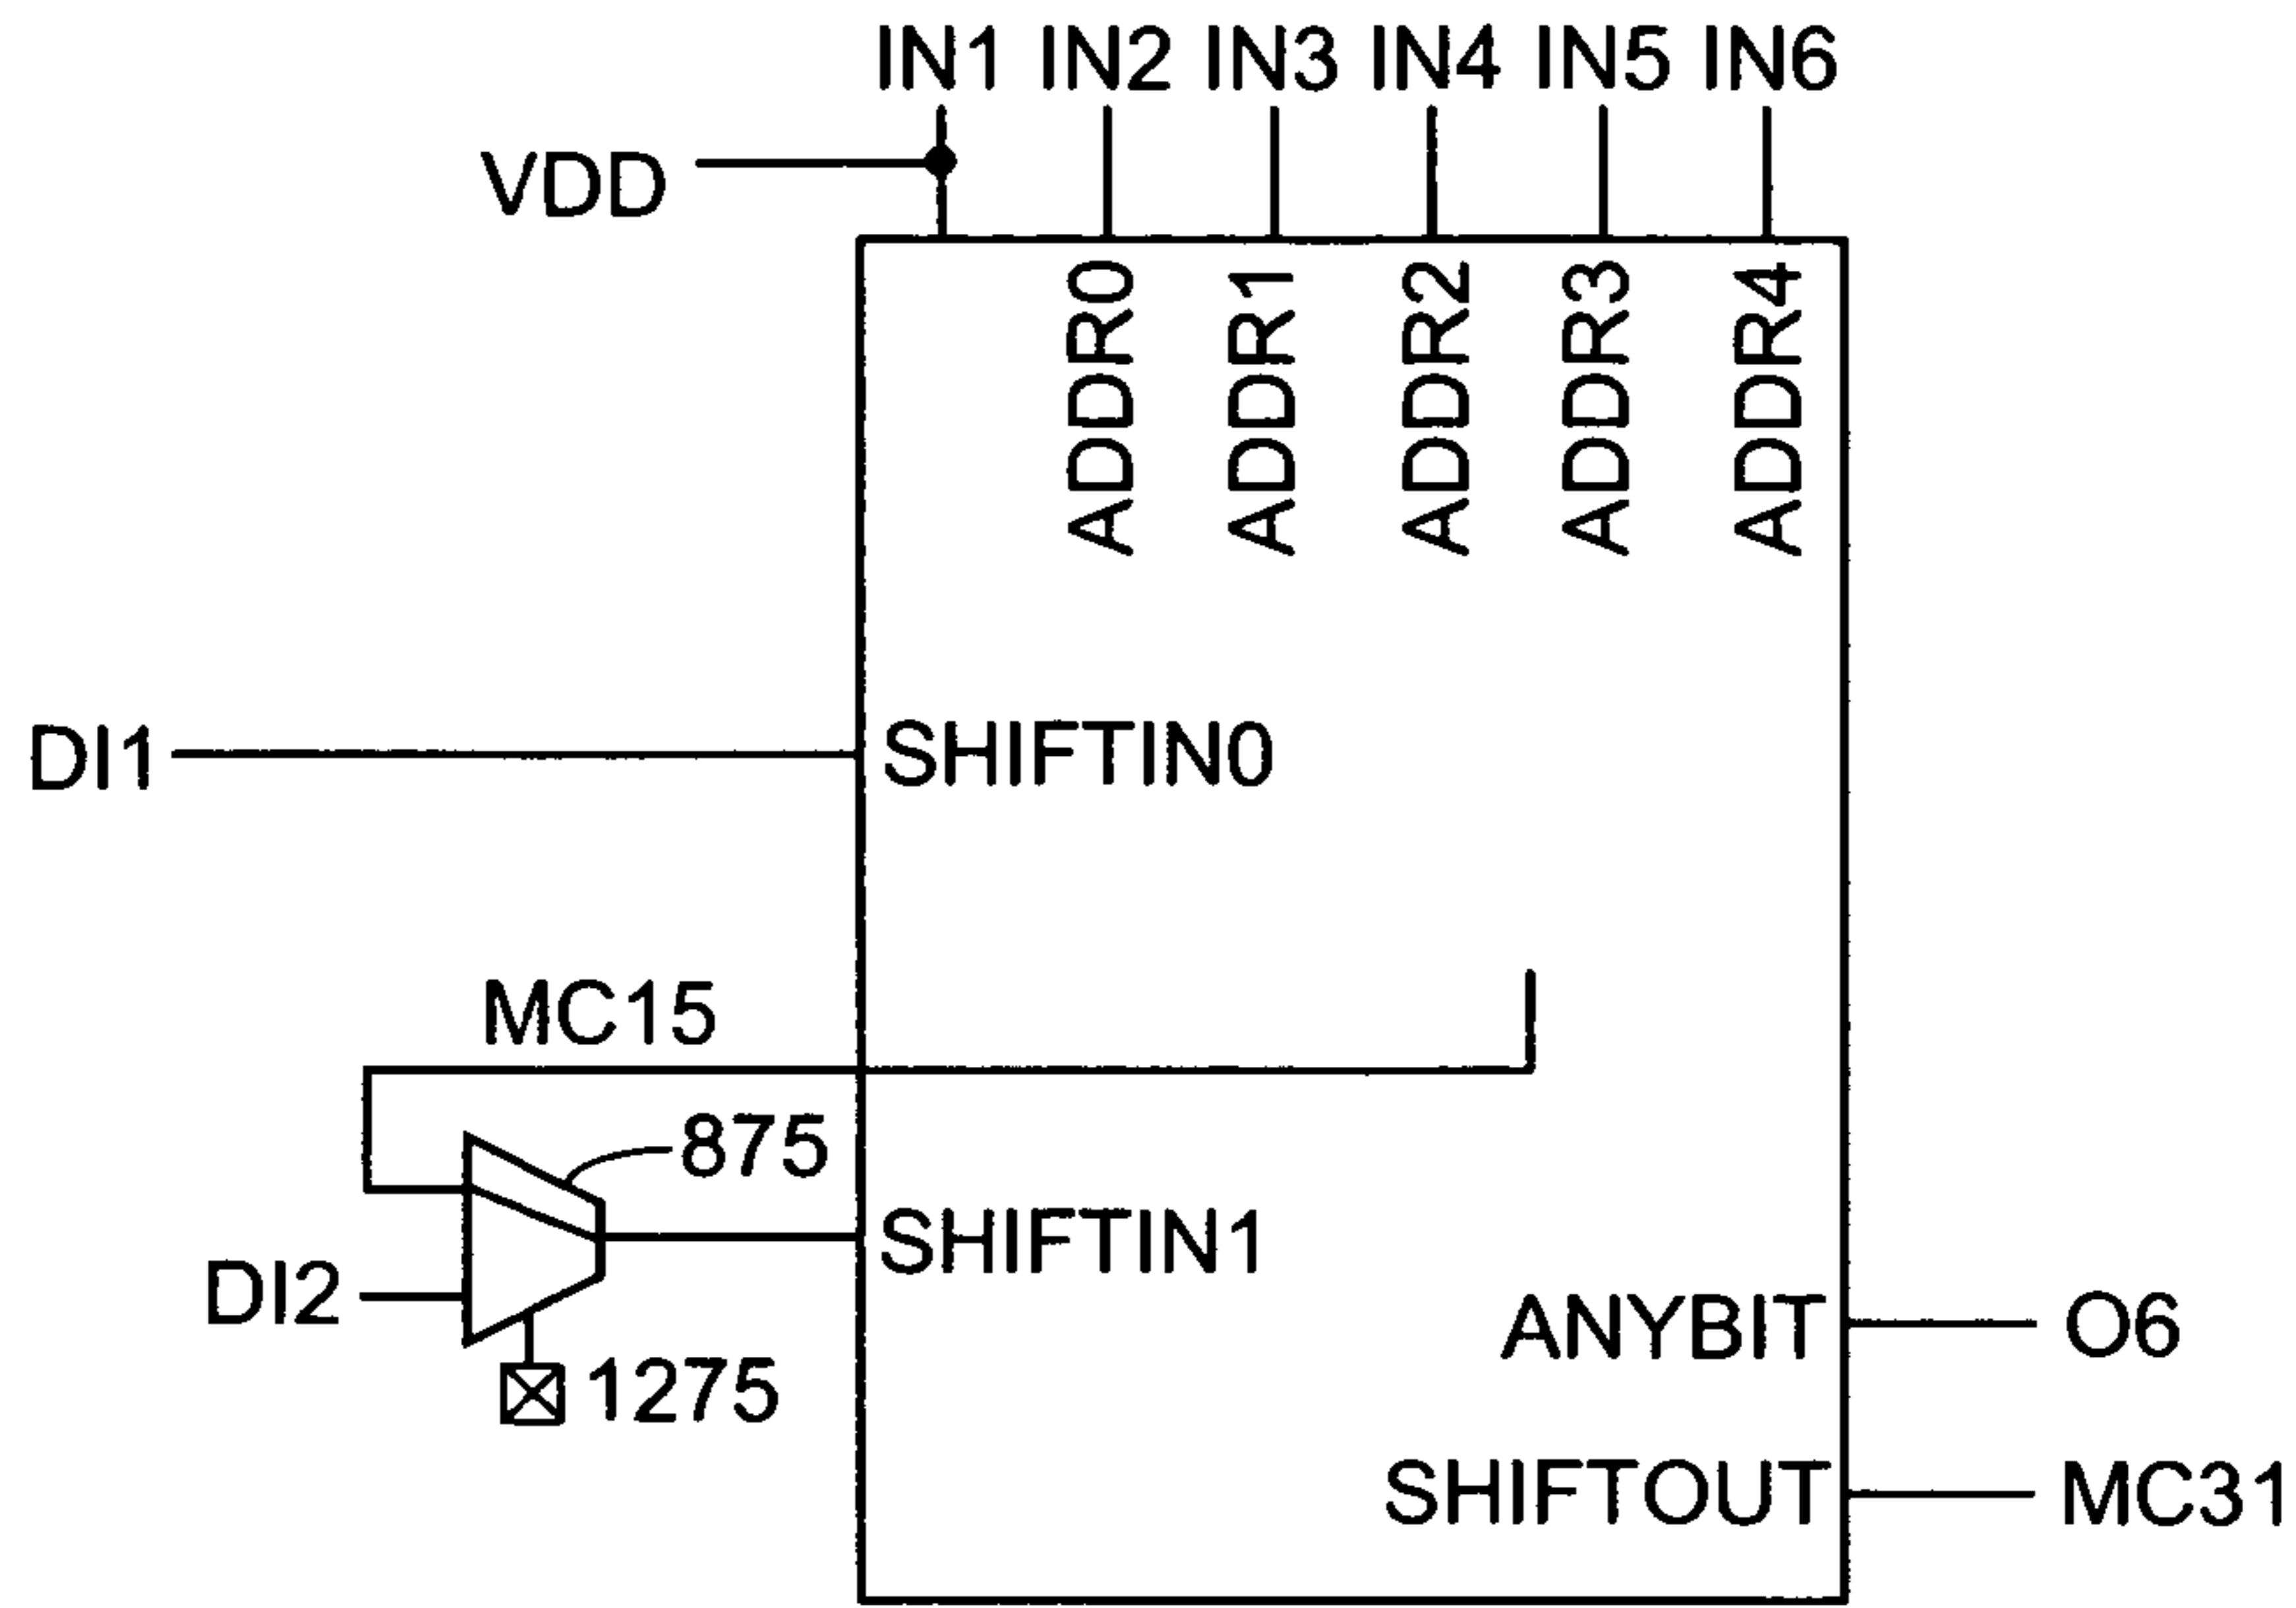 IN1 IN2 IN3 IN4 IN5 IN6
VDD
ADDR0
ADDR1
ADDR2
ADDR3
ADDR4
DI1
SHIFTIN0
MC15
875
SHIFTIN1
DI2
1275
ANYBIT
O6
SHIFTOUT
MC31